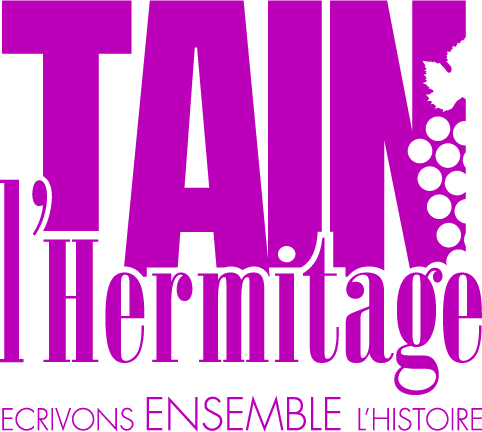 TAIN
l'Hermitage
ECRIVONS ENSEMBLE L'HISTOIRE